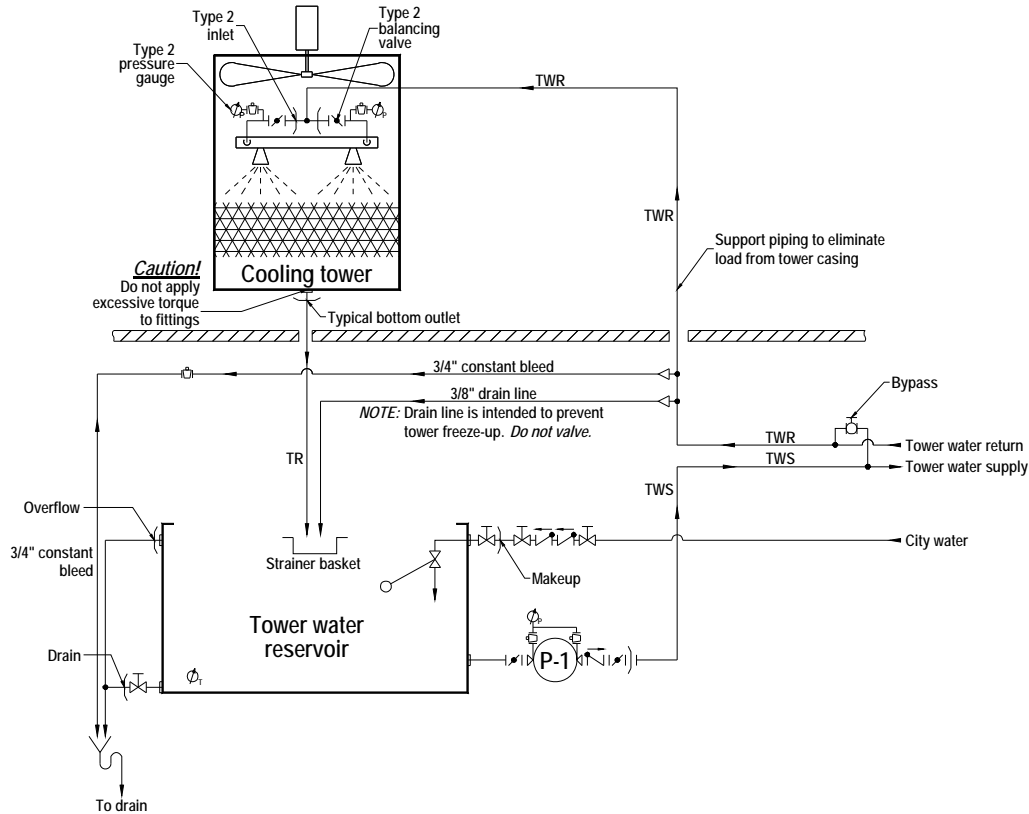 Type 2
inlet
Type 2
balancing
valve
Type 2
pressure
gauge
P
P
TWR
TWR
Support piping to eliminate
load from tower casing
Cooling tower
Caution!
Do not apply
excessive torque
to fittings
Typical bottom outlet
3/4" constant bleed
3/8" drain line
NOTE: Drain line is intended to prevent
tower freeze-up. Do not valve.
Bypass
TWR
Tower water return
TWS
Tower water supply
TR
TWS
Overflow
3/4" constant
bleed
Strainer basket
City water
Makeup
Tower water
reservoir
P
P-1
Drain
T
To drain